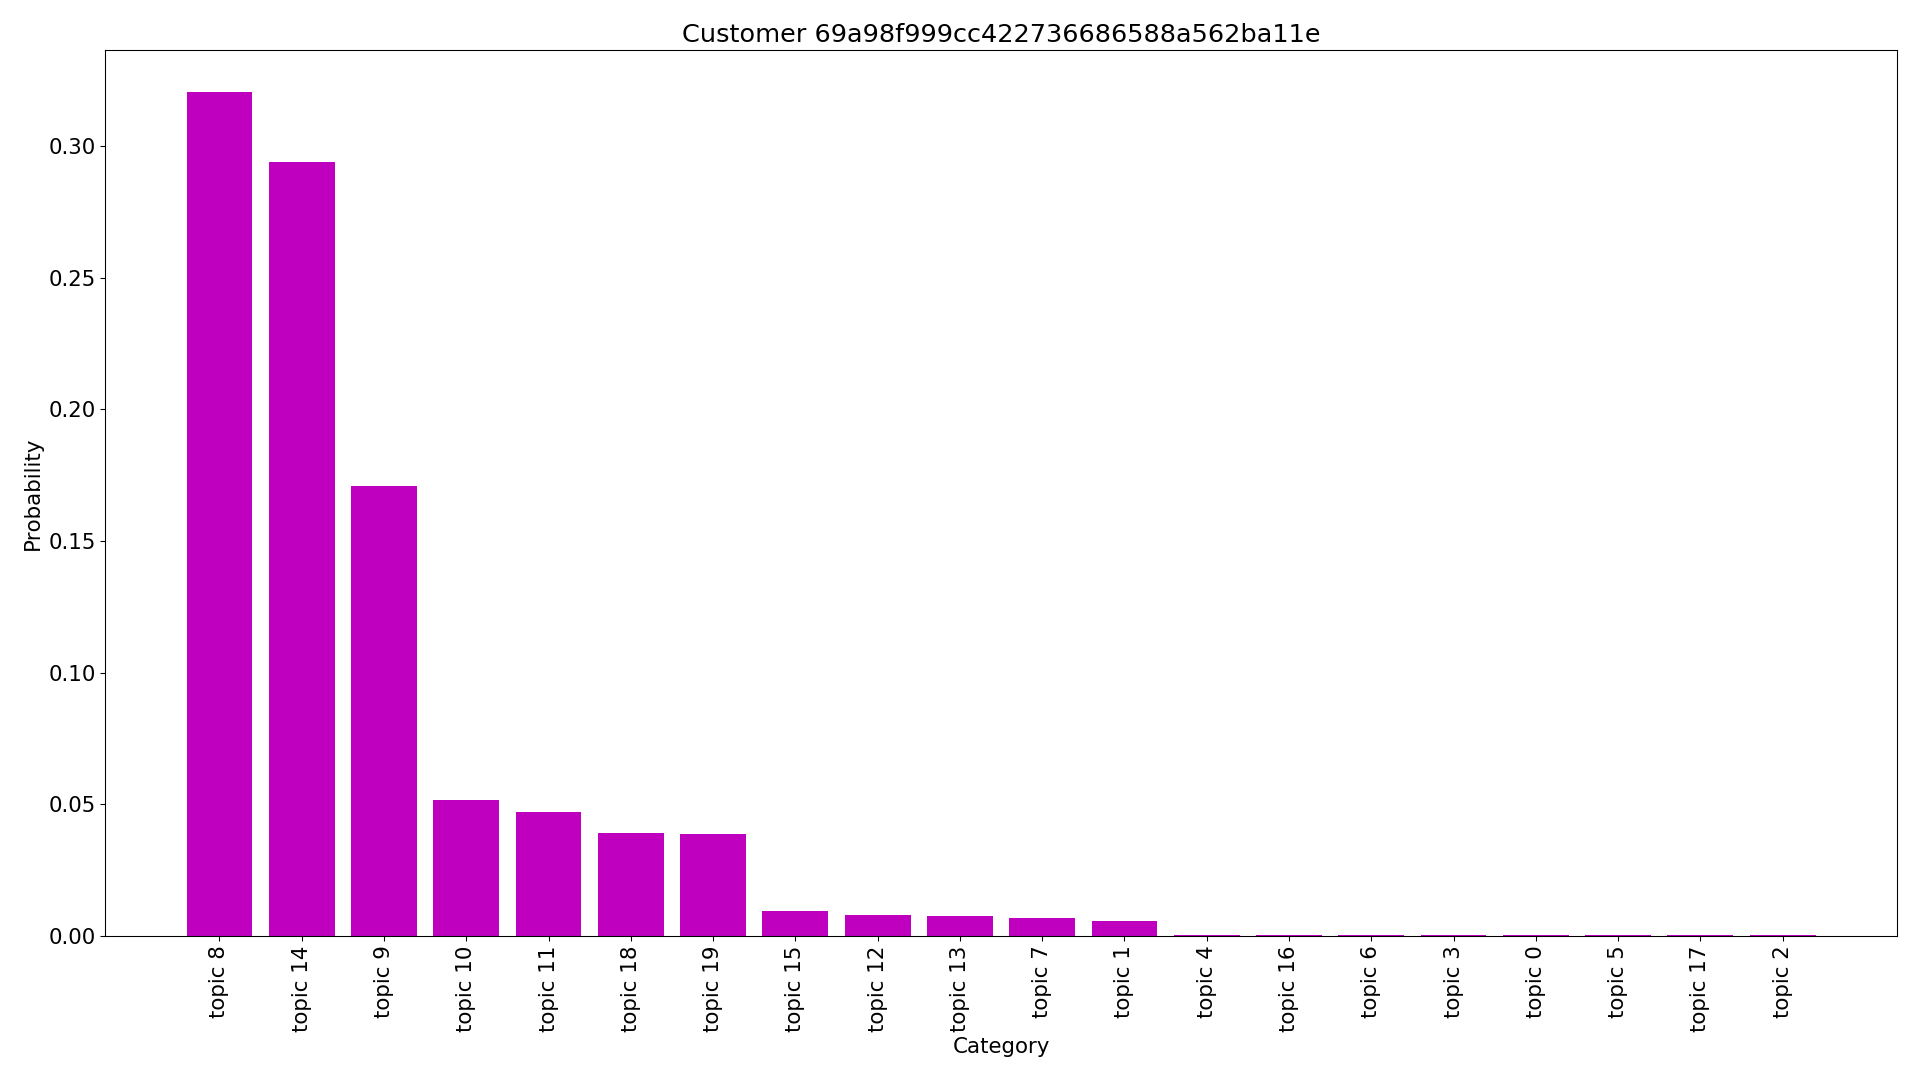 Customer 69a98f999cc422736686588a562ba11e
Probability
0.30
0.25
0.20
0.15
0.10
0.05
0.00
topic 8
topic 14
topic 9
topic 10
topic 11
topic 18
topic 19
topic 15
topic 12
topic 13
topic 7
topic 1
topic 4
topic 16
topic 6
topic 3
topic 0
topic 5
topic 17
topic 2
Category